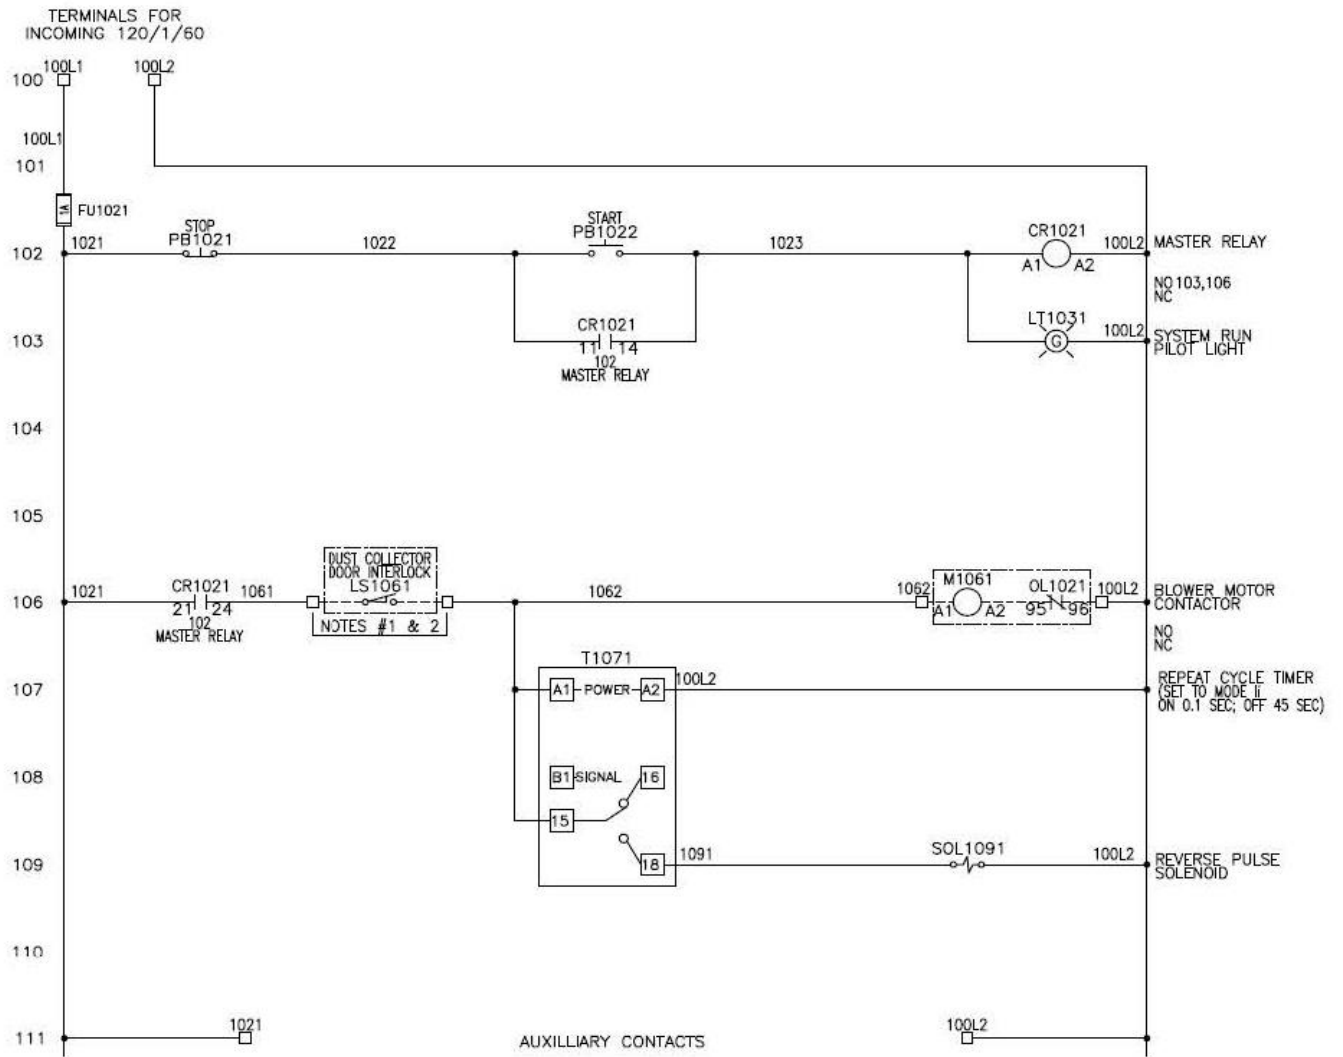 TERMINALS FOR
INCOMING 120/1/60
100L1 100L2
100
100L1
101
1A FU1021
STOP
PB1021
START
PB1022
CR1021
102 1021 1022 1023 100L2 MASTER RELAY
A1 A2
NO 103,106
NC
CR1021
LT1031
103 11 14 G 100L2 SYSTEM RUN
PILOT LIGHT
102
MASTER RELAY
104
105
DUST COLLECTOR
DOOR INTERLOCK
CR1021 LS1061 M1061 OL1021
106 1021 1061 1062 1062 100L2 BLOWER MOTOR
CONTACTOR
21 24 A1 A2 95 96
102
MASTER RELAY
NOTES #1 & 2
NO
NC
T1071
107 A1 POWER A2 100L2 REPEAT CYCLE TIMER
(SET TO MODE Ii
ON 0.1 SEC; OFF 45 SEC)
108 B1 SIGNAL 16
15
SOL1091
109 18 1091 100L2 REVERSE PULSE
SOLENOID
110
1021 100L2
111 AUXILLIARY CONTACTS